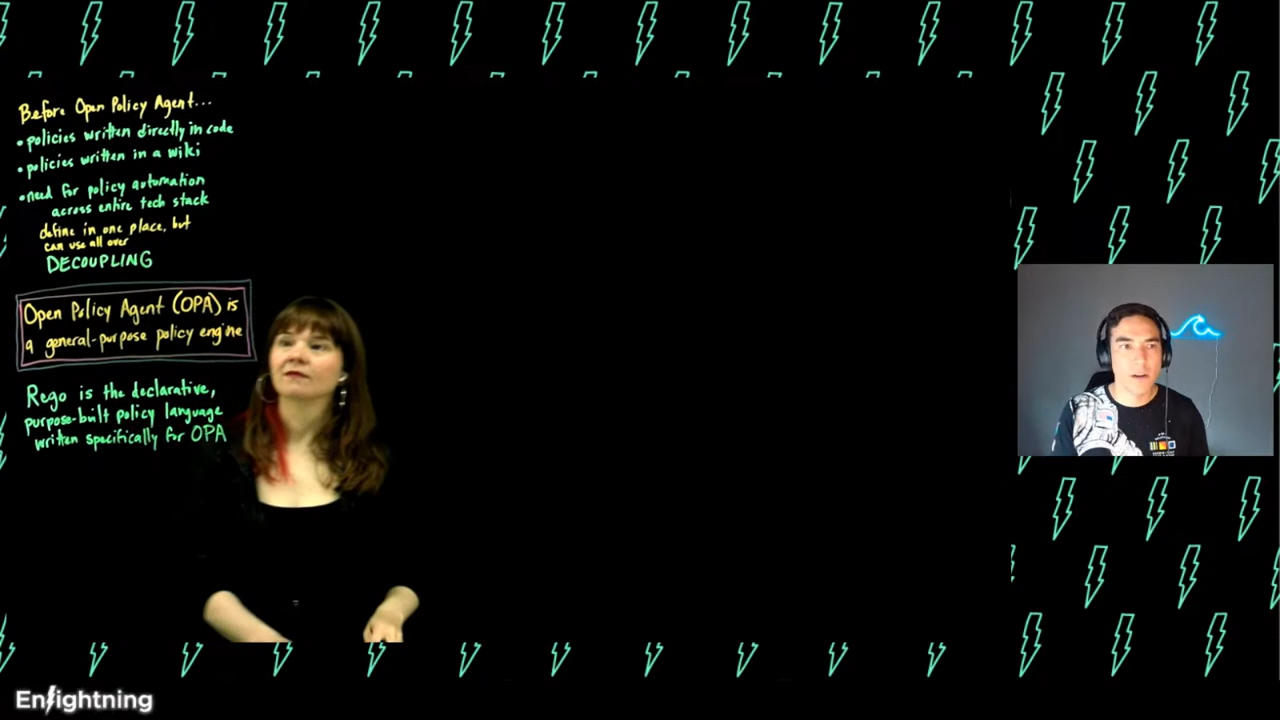 Before Open Policy Agent...
• policies written directly in code
• policies written in a wiki
• need for policy automation
across entire tech stack
define in one place, but
can use all over
DECOUPLING
Open Policy Agent (OPA) is
a general-purpose policy engine
Rego is the declarative,
purpose-built policy language
written specifically for OPA
Enlightning